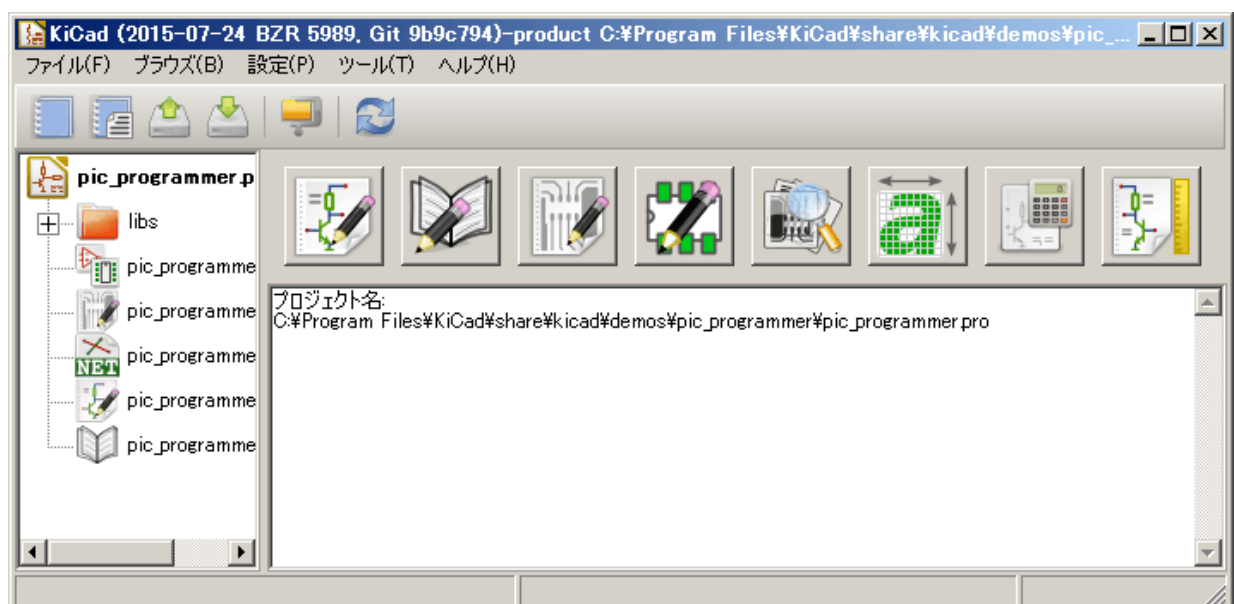 KiCad (2015-07-24 BZR 5989, Git 9b9c794)-product C:¥Program Files¥KiCad¥share¥kicad¥demos¥pic_...
ファイル(F) ブラウズ(B) 設定(P) ツール(T) ヘルプ(H)
pic_programmer.p
libs
pic_programme
pic_programme
NET pic_programme
pic_programme
pic_programme
プロジェクト名:
C:¥Program Files¥KiCad¥share¥kicad¥demos¥pic_programmer¥pic_programmer.pro
a